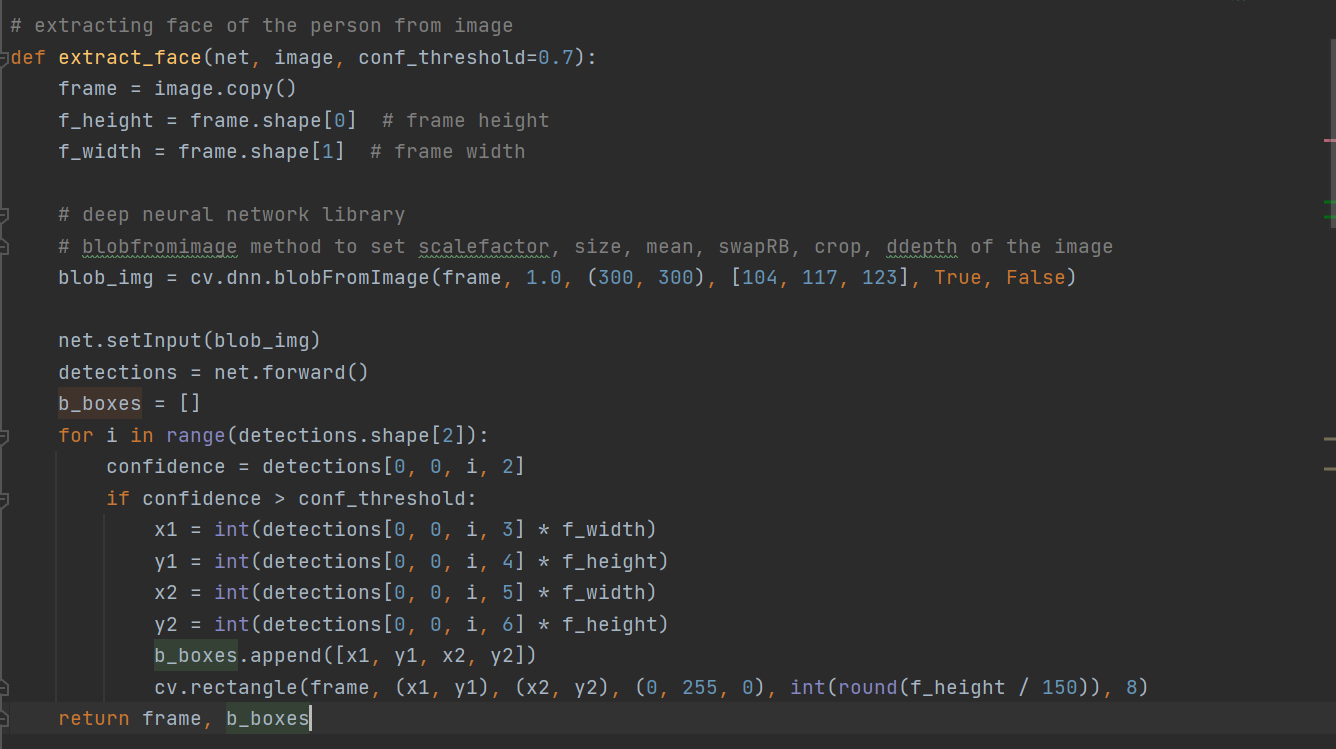 # extracting face of the person from image
def extract_face(net, image, conf_threshold=0.7):
    frame = image.copy()
    f_height = frame.shape[0]  # frame height
    f_width = frame.shape[1]  # frame width

    # deep neural network library
    # blobfromimage method to set scalefactor, size, mean, swapRB, crop, ddepth of the image
    blob_img = cv.dnn.blobFromImage(frame, 1.0, (300, 300), [104, 117, 123], True, False)

    net.setInput(blob_img)
    detections = net.forward()
    b_boxes = []
    for i in range(detections.shape[2]):
        confidence = detections[0, 0, i, 2]
        if confidence > conf_threshold:
            x1 = int(detections[0, 0, i, 3] * f_width)
            y1 = int(detections[0, 0, i, 4] * f_height)
            x2 = int(detections[0, 0, i, 5] * f_width)
            y2 = int(detections[0, 0, i, 6] * f_height)
            b_boxes.append([x1, y1, x2, y2])
            cv.rectangle(frame, (x1, y1), (x2, y2), (0, 255, 0), int(round(f_height / 150)), 8)
    return frame, b_boxes